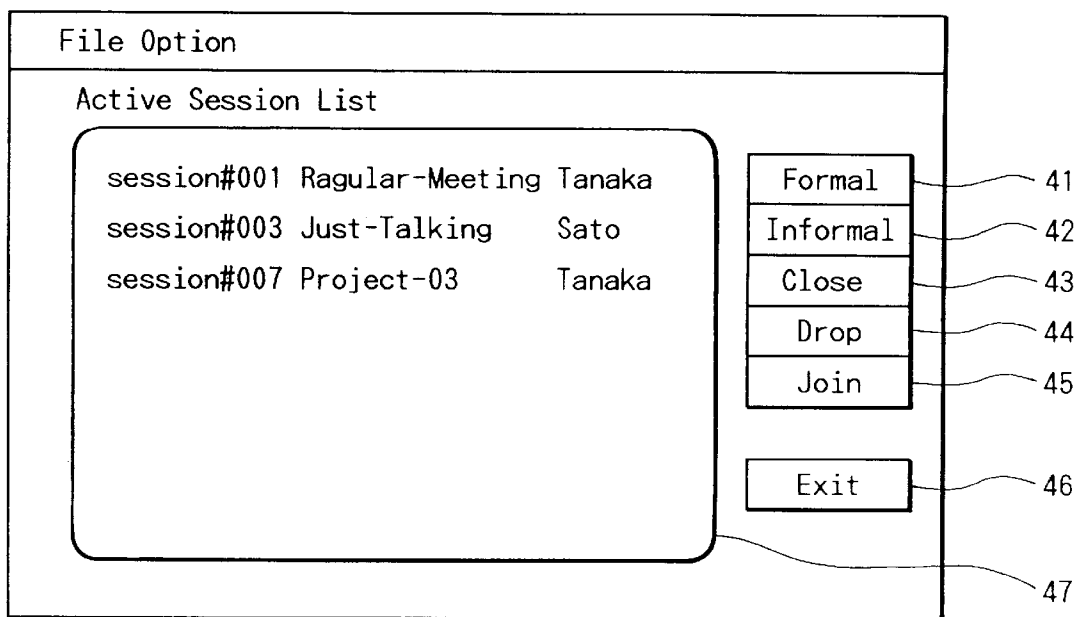 File Option
Active Session List
session#001 Ragular-Meeting Tanaka
session#003 Just-Talking Sato
session#007 Project-03 Tanaka
Formal 41
Informal 42
Close 43
Drop 44
Join 45
Exit 46
47